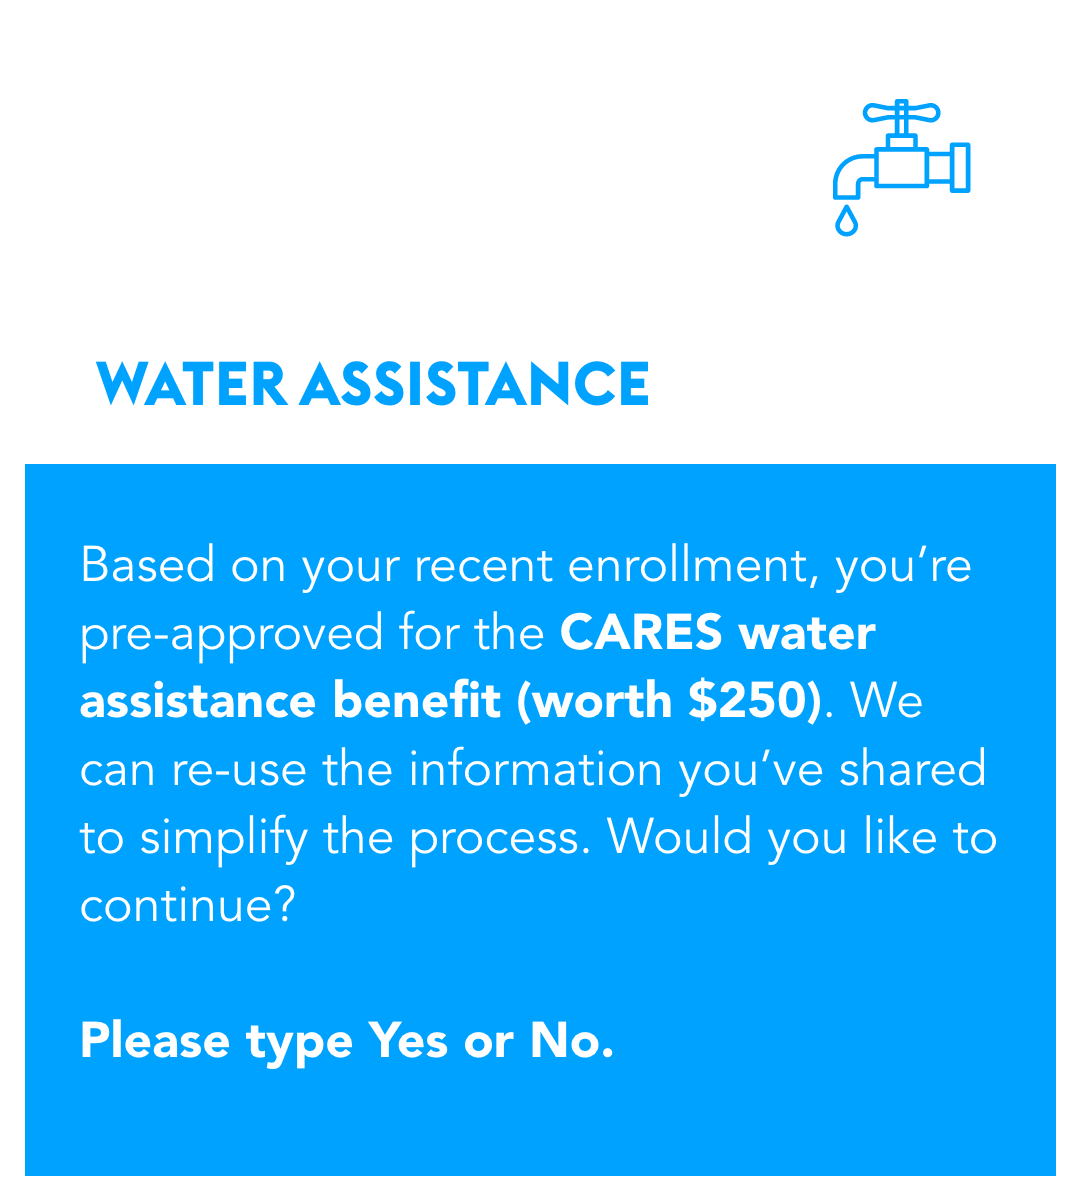 WATER ASSISTANCE
Based on your recent enrollment, you’re
pre-approved for the CARES water
assistance benefit (worth $250). We
can re-use the information you’ve shared
to simplify the process. Would you like to
continue?
Please type Yes or No.